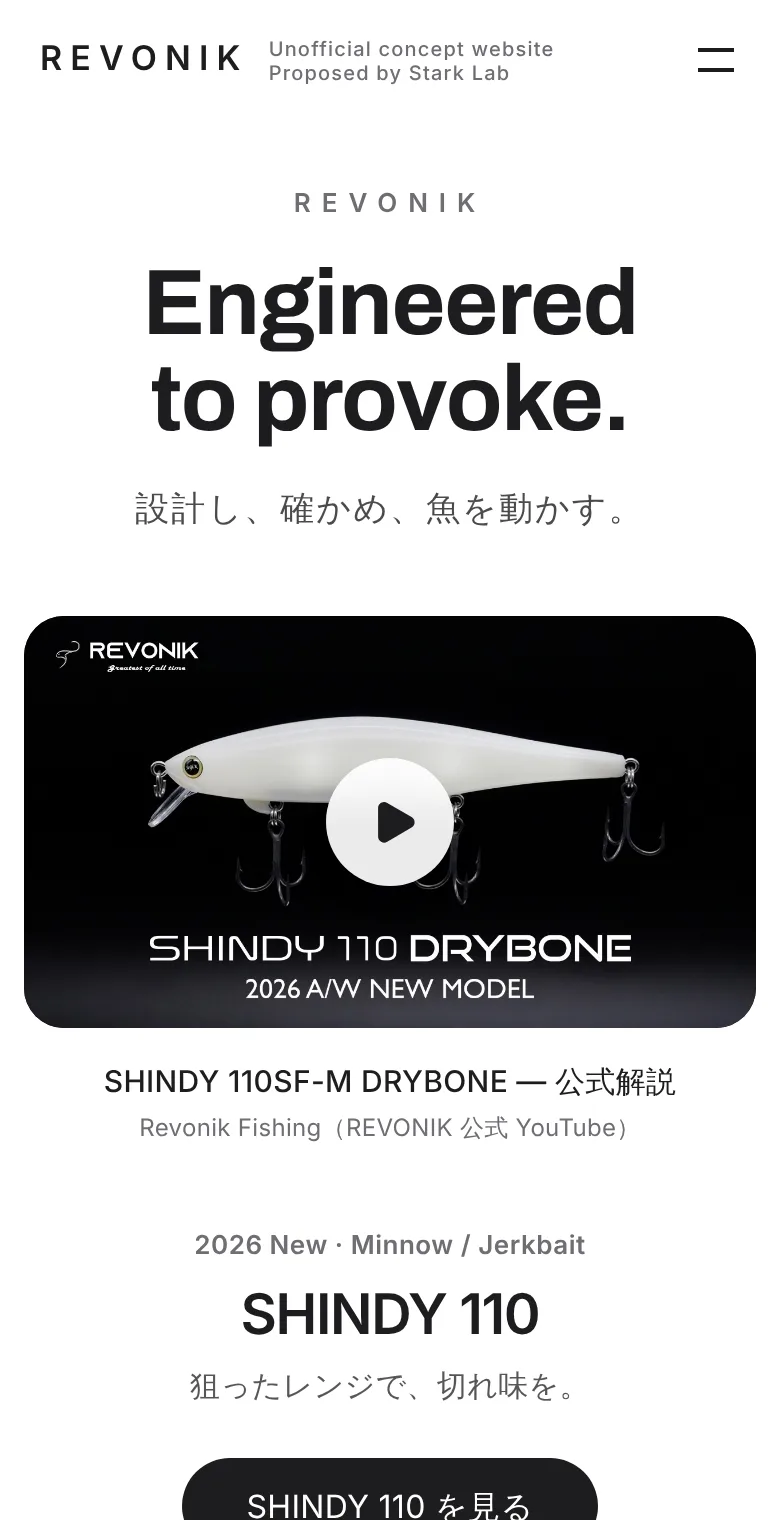 REVONIK
Unofficial concept website
Proposed by Stark Lab
REVONIK
Engineered
to provoke.
設計し、確かめ、魚を動かす。
REVONIK
Greatest of all time
SHINDY 110 DRYBONE
2026 A/W NEW MODEL
SHINDY 110SF-M DRYBONE — 公式解説
Revonik Fishing（REVONIK 公式 YouTube）
2026 New · Minnow / Jerkbait
SHINDY 110
狙ったレンジで、切れ味を。
SHINDY 110 を見る